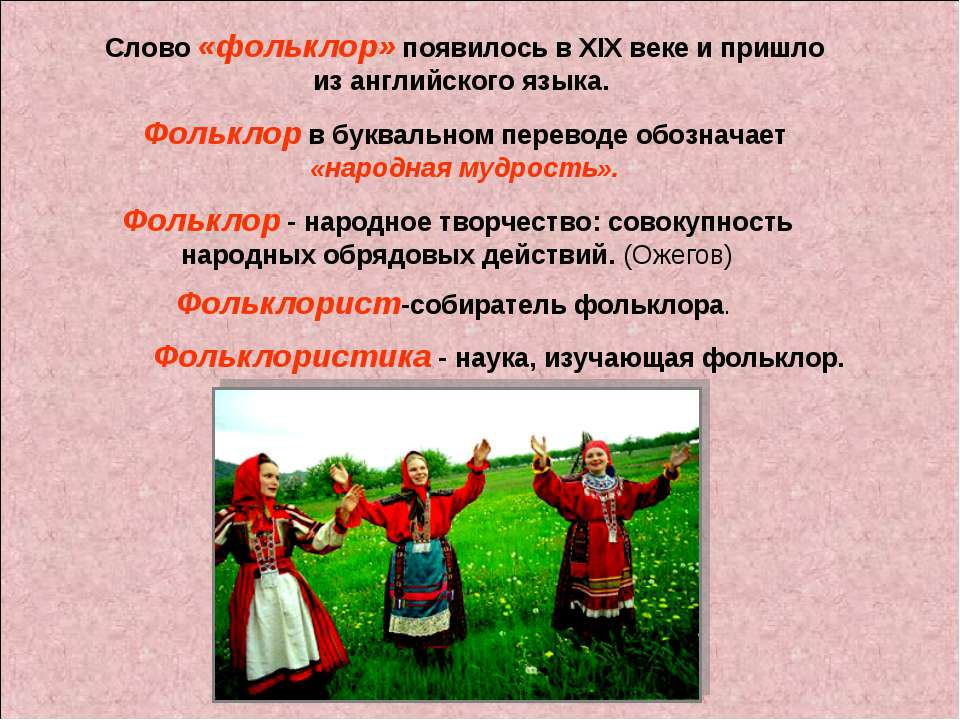 Слово «фольклор» появилось в XIX веке и пришло
из английского языка.
Фольклор в буквальном переводе обозначает
«народная мудрость».
Фольклор - народное творчество: совокупность
народных обрядовых действий. (Ожегов)
Фольклорист-собиратель фольклора.
Фольклористика - наука, изучающая фольклор.